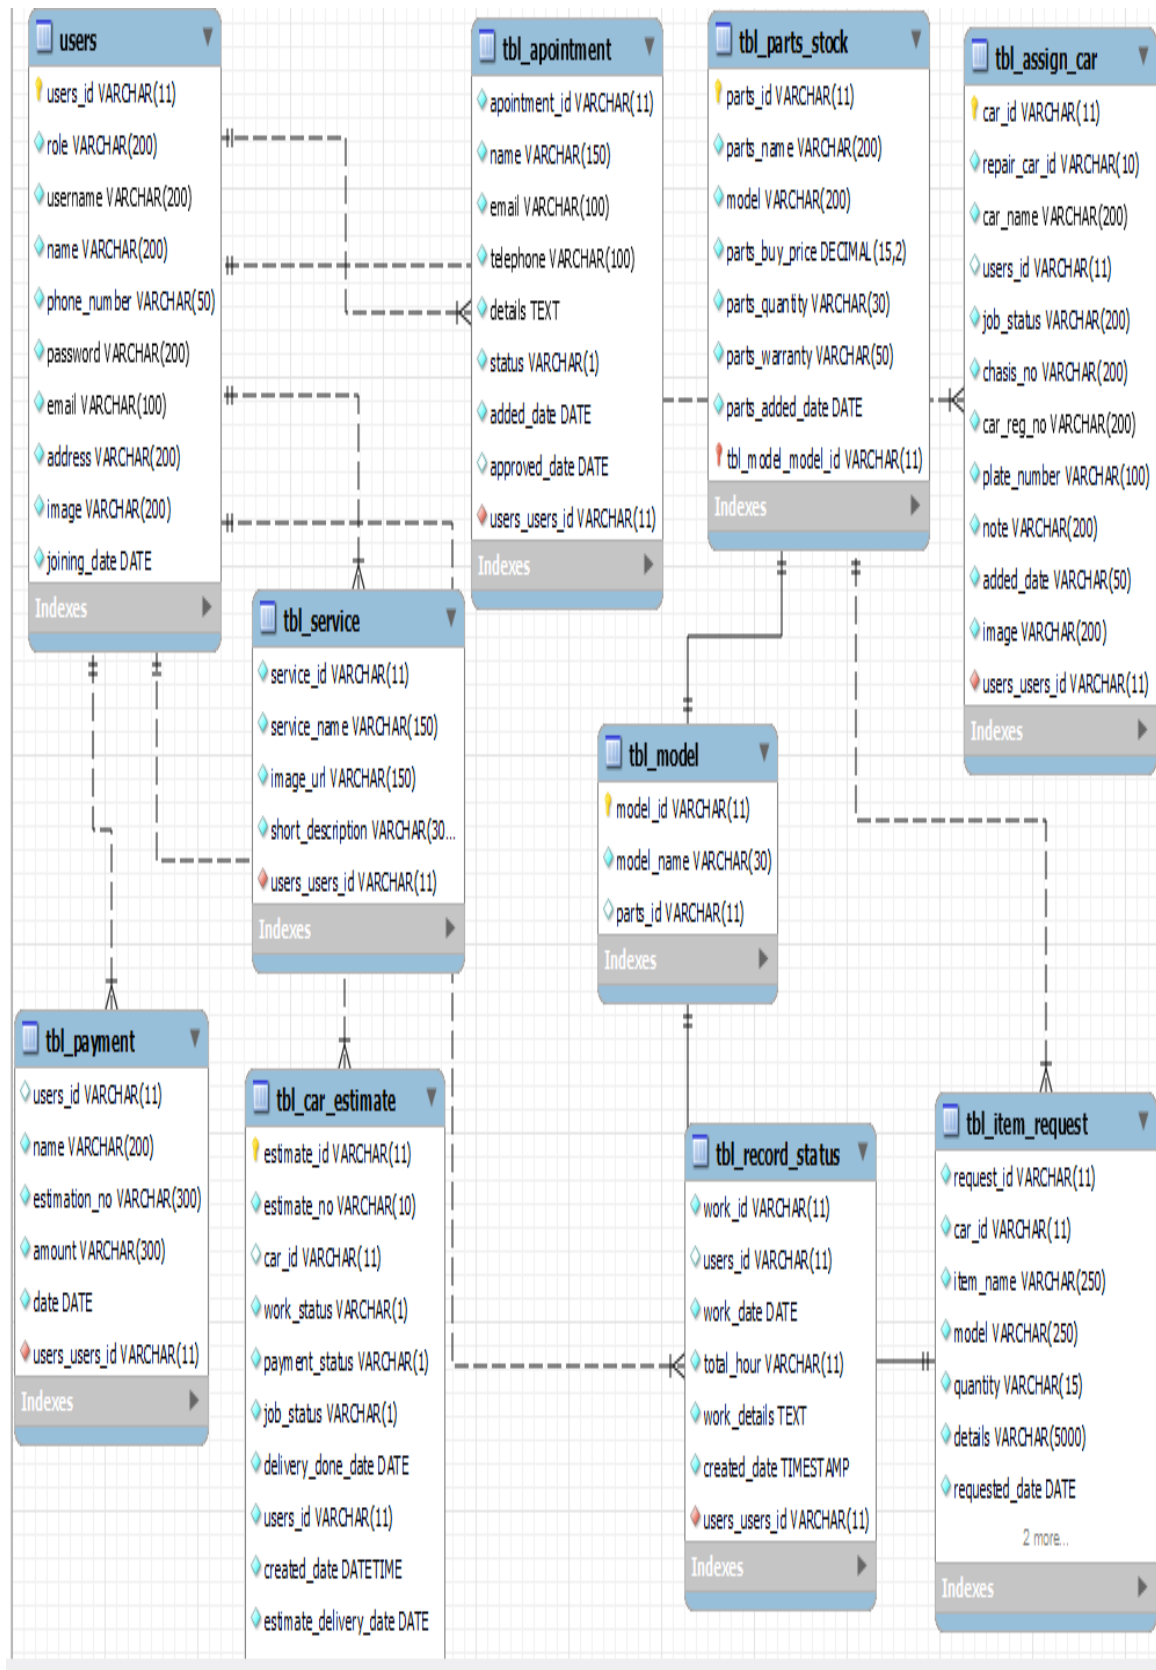 users
users_id VARCHAR(11)
role VARCHAR(200)
username VARCHAR(200)
name VARCHAR(200)
phone_number VARCHAR(50)
password VARCHAR(200)
email VARCHAR(100)
address VARCHAR(200)
image VARCHAR(200)
joining_date DATE
Indexes
tbl_apointment
apointment_id VARCHAR(11)
name VARCHAR(150)
email VARCHAR(100)
telephone VARCHAR(100)
details TEXT
status VARCHAR(1)
added_date DATE
approved_date DATE
users_users_id VARCHAR(11)
Indexes
tbl_parts_stock
parts_id VARCHAR(11)
parts_name VARCHAR(200)
model VARCHAR(200)
parts_buy_price DECIMAL(15,2)
parts_quantity VARCHAR(30)
parts_warranty VARCHAR(50)
parts_added_date DATE
tbl_model_model_id VARCHAR(11)
Indexes
tbl_assign_car
car_id VARCHAR(11)
repair_car_id VARCHAR(10)
car_name VARCHAR(200)
users_id VARCHAR(11)
job_status VARCHAR(200)
chasis_no VARCHAR(200)
car_reg_no VARCHAR(200)
plate_number VARCHAR(100)
note VARCHAR(200)
added_date VARCHAR(50)
image VARCHAR(200)
users_users_id VARCHAR(11)
Indexes
tbl_service
service_id VARCHAR(11)
service_name VARCHAR(150)
image_url VARCHAR(150)
short_description VARCHAR(30...
users_users_id VARCHAR(11)
Indexes
tbl_model
model_id VARCHAR(11)
model_name VARCHAR(30)
parts_id VARCHAR(11)
Indexes
tbl_payment
users_id VARCHAR(11)
name VARCHAR(200)
estimation_no VARCHAR(300)
amount VARCHAR(300)
date DATE
users_users_id VARCHAR(11)
Indexes
tbl_car_estimate
estimate_id VARCHAR(11)
estimate_no VARCHAR(10)
car_id VARCHAR(11)
work_status VARCHAR(1)
payment_status VARCHAR(1)
job_status VARCHAR(1)
delivery_done_date DATE
users_id VARCHAR(11)
created_date DATETIME
estimate_delivery_date DATE
tbl_record_status
work_id VARCHAR(11)
users_id VARCHAR(11)
work_date DATE
total_hour VARCHAR(11)
work_details TEXT
created_date TIMESTAMP
users_users_id VARCHAR(11)
Indexes
tbl_item_request
request_id VARCHAR(11)
car_id VARCHAR(11)
item_name VARCHAR(250)
model VARCHAR(250)
quantity VARCHAR(15)
details VARCHAR(5000)
requested_date DATE
2 more...
Indexes